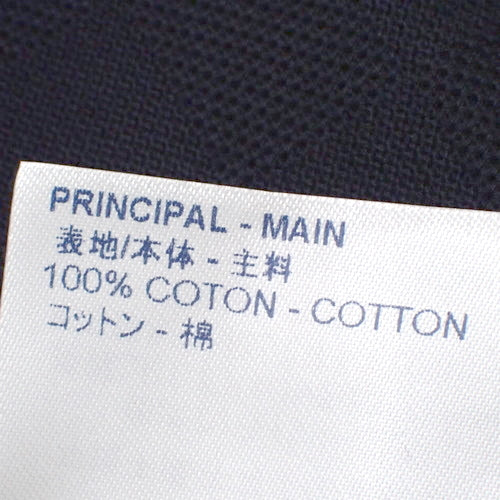 PRINCIPAL - MAIN
表地/本体 - 主料
100% COTON - COTTON
コットン - 棉